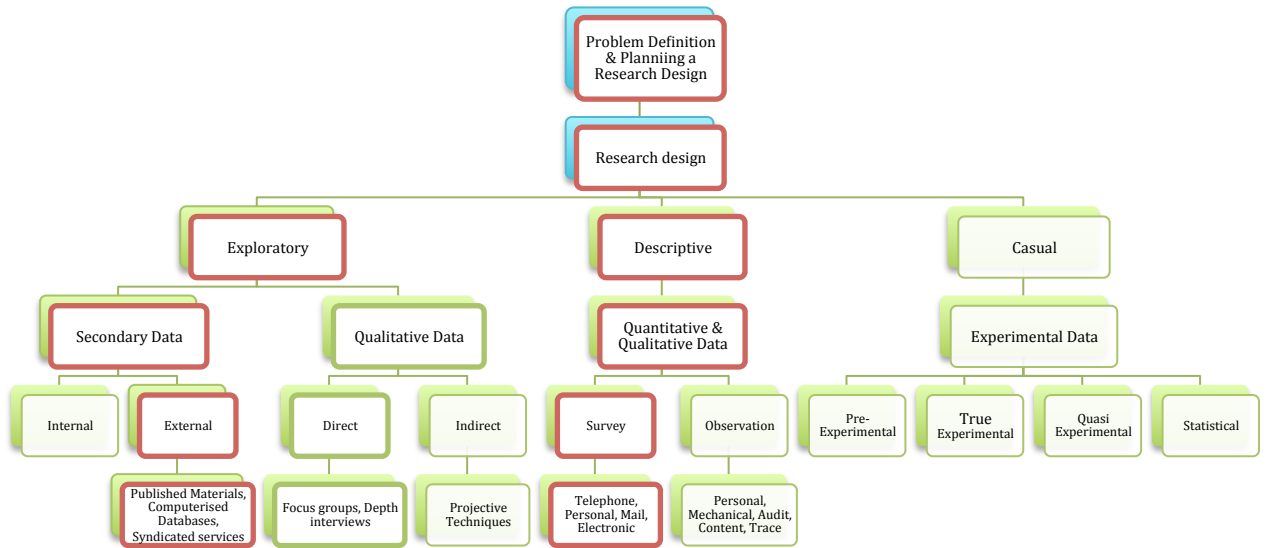 Problem Definition
& Planniing a
Research Design
Research design
Exploratory
Descriptive
Casual
Secondary Data
Qualitative Data
Quantitative &
Qualitative Data
Experimental Data
Internal
External
Direct
Indirect
Survey
Observation
Pre-
Experimental
True
Experimental
Quasi
Experimental
Statistical
Published Materials,
Computerised
Databases,
Syndicated services
Focus groups, Depth
interviews
Projective
Techniques
Telephone,
Personal, Mail,
Electronic
Personal,
Mechanical, Audit,
Content, Trace